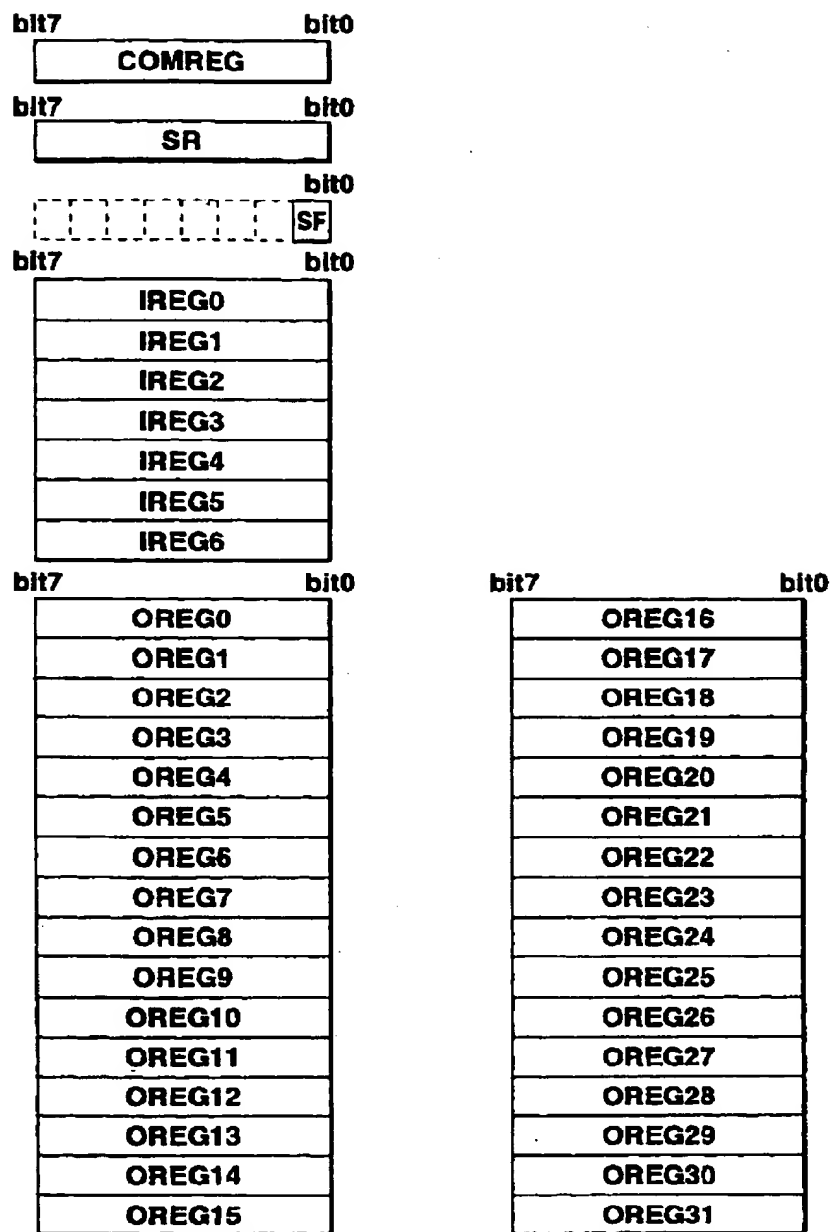 bit7 bit0
COMREG
bit7 bit0
SR
bit0
SF
bit7 bit0
IREG0
IREG1
IREG2
IREG3
IREG4
IREG5
IREG6
bit7 bit0
OREG0
OREG1
OREG2
OREG3
OREG4
OREG5
OREG6
OREG7
OREG8
OREG9
OREG10
OREG11
OREG12
OREG13
OREG14
OREG15
bit7 bit0
OREG16
OREG17
OREG18
OREG19
OREG20
OREG21
OREG22
OREG23
OREG24
OREG25
OREG26
OREG27
OREG28
OREG29
OREG30
OREG31